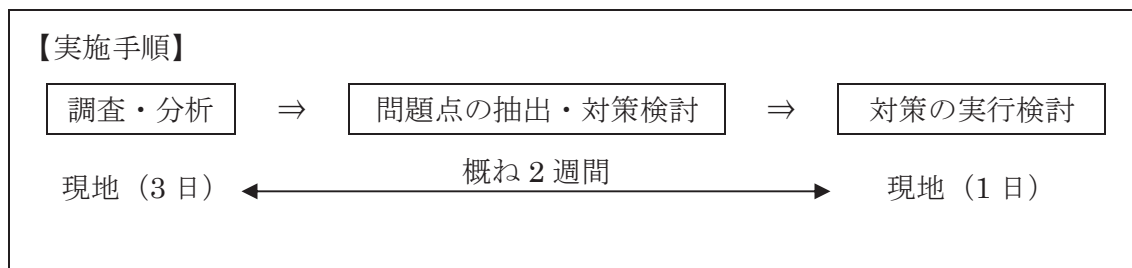 【実施手順】
調査・分析 ⇒ 問題点の抽出・対策検討 ⇒ 対策の実行検討
概ね 2 週間
現地（3 日） 現地（1 日）